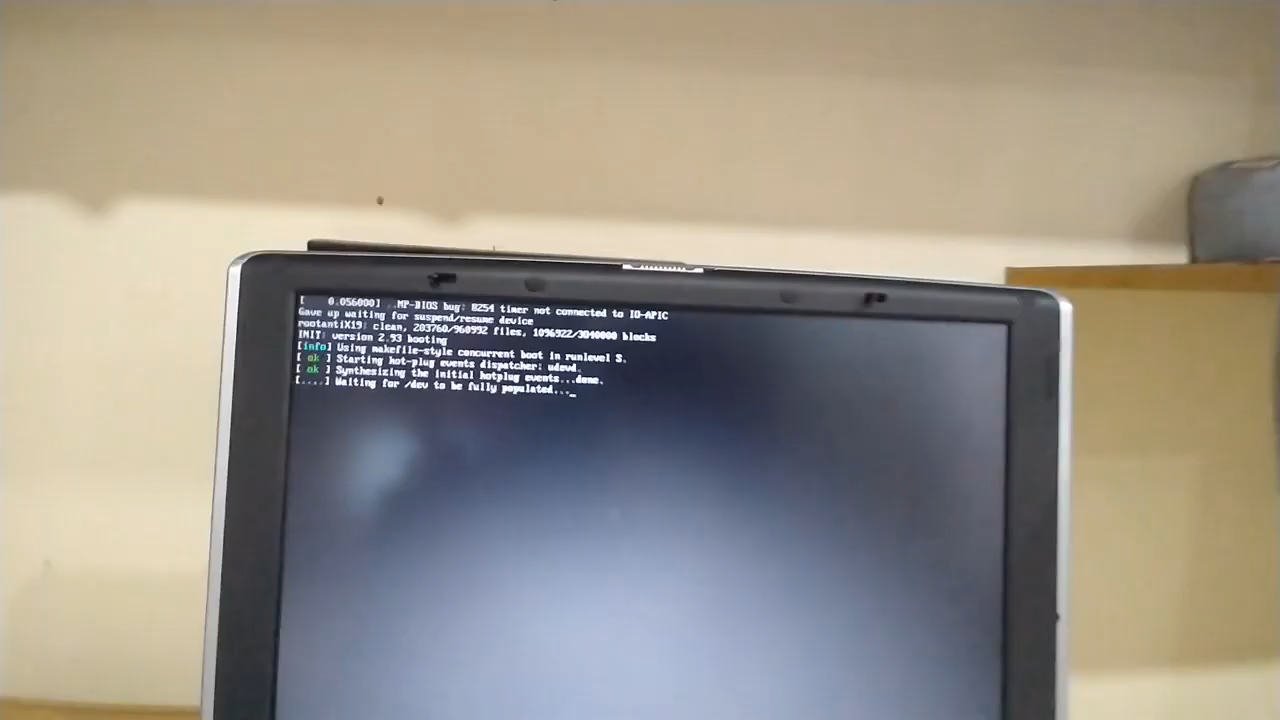 [    0.056000] ..MP-BIOS bug: 8254 timer not connected to IO-APIC
Gave up waiting for suspend/resume device
rootantiX19: clean, 203760/960992 files, 1096922/3840000 blocks
INIT: version 2.93 booting
[info] Using makefile-style concurrent boot in runlevel S.
[ ok ] Starting hot-plug events dispatcher: udevd.
[ ok ] Synthesizing the initial hotplug events...done.
[....] Waiting for /dev to be fully populated..._